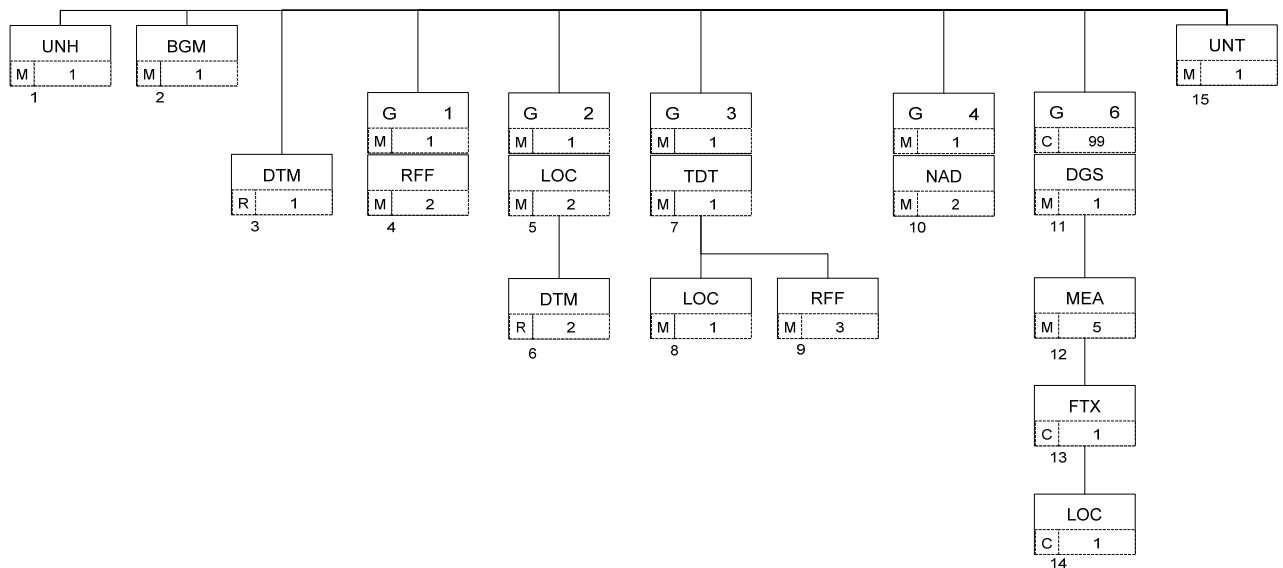 UNH
M 1
1
BGM
M 1
2
DTM
R 1
3
G 1
M 1
RFF
M 2
4
G 2
M 1
LOC
M 2
5
DTM
R 2
6
G 3
M 1
TDT
M 1
7
LOC
M 1
8
RFF
M 3
9
G 4
M 1
NAD
M 2
10
G 6
C 99
DGS
M 1
11
MEA
M 5
12
FTX
C 1
13
LOC
C 1
14
UNT
M 1
15